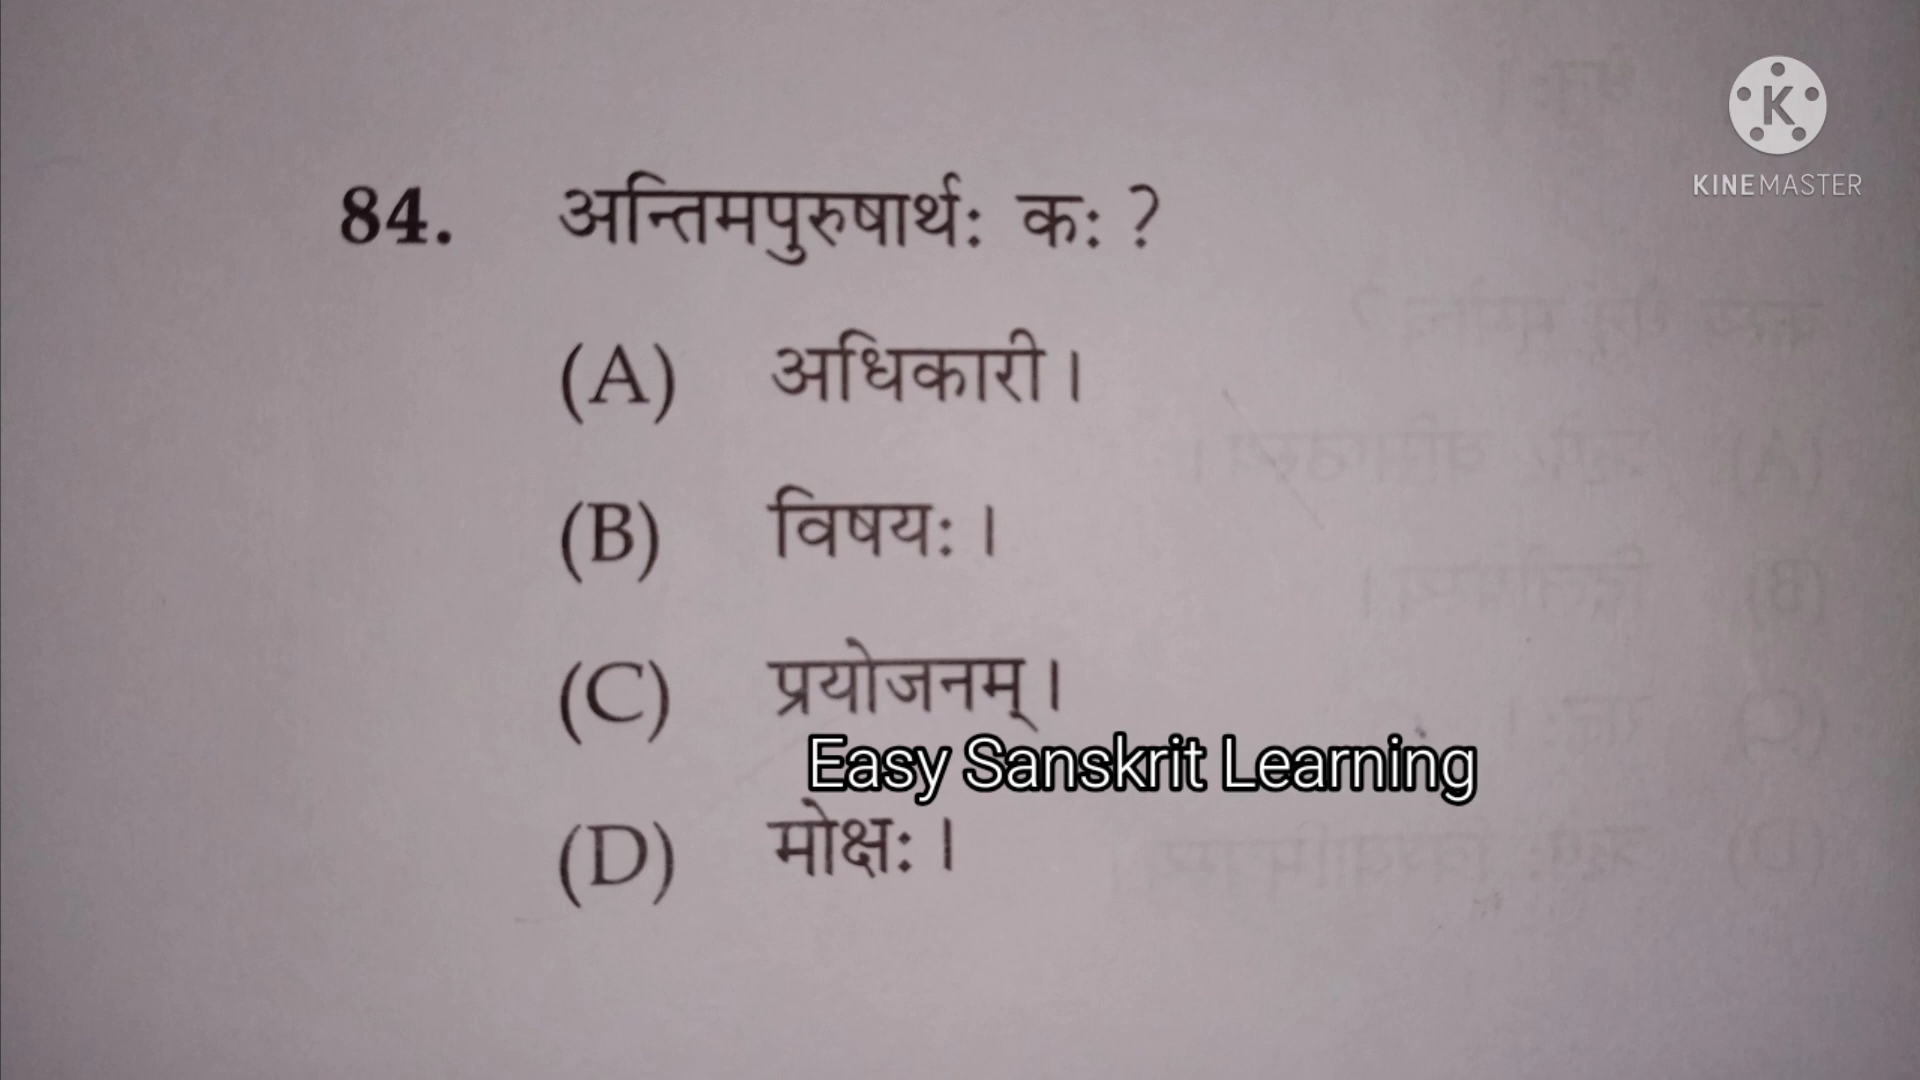 KINEMASTER
84. अन्तिमपुरुषार्थः कः ?
(A) अधिकारी ।
(B) विषयः ।
(C) प्रयोजनम् ।
Easy Sanskrit Learning
(D) मोक्षः ।